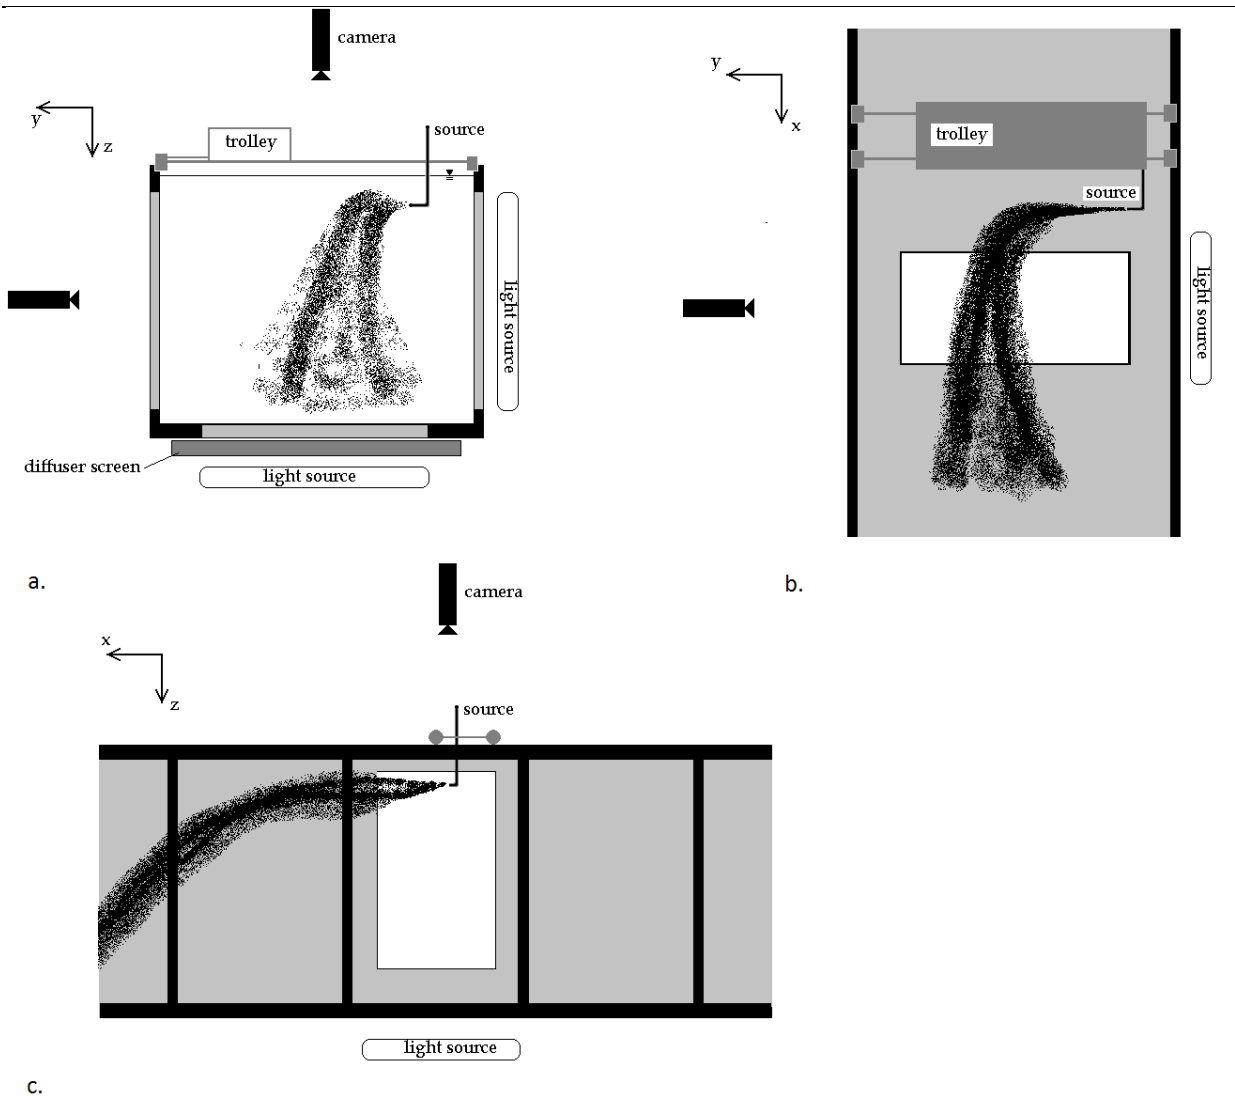 camera
y
z
trolley
source
light source
diffuser screen
light source
a.
y
x
trolley
source
light source
b.
camera
x
z
source
light source
c.